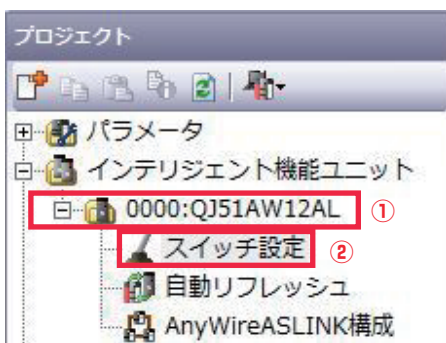 プロジェクト
パラメータ
インテリジェント機能ユニット
0000:QJ51AW12AL ①
スイッチ設定 ②
自動リフレッシュ
AnyWireASLINK構成